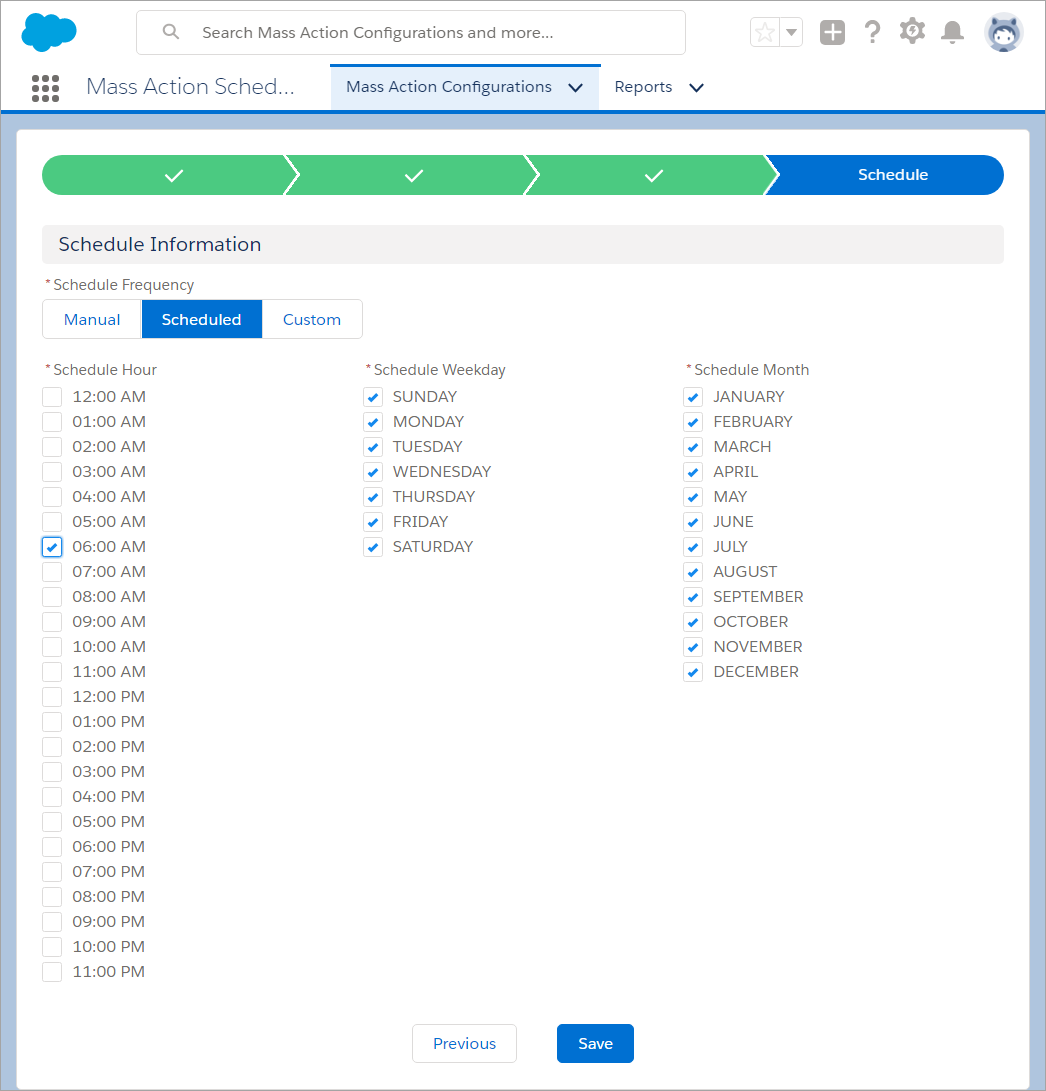 Search Mass Action Configurations and more...
Mass Action Sched... Mass Action Configurations Reports
Schedule
Schedule Information
*Schedule Frequency
Manual Scheduled Custom
*Schedule Hour
12:00 AM
01:00 AM
02:00 AM
03:00 AM
04:00 AM
05:00 AM
06:00 AM
07:00 AM
08:00 AM
09:00 AM
10:00 AM
11:00 AM
12:00 PM
01:00 PM
02:00 PM
03:00 PM
04:00 PM
05:00 PM
06:00 PM
07:00 PM
08:00 PM
09:00 PM
10:00 PM
11:00 PM
*Schedule Weekday
SUNDAY
MONDAY
TUESDAY
WEDNESDAY
THURSDAY
FRIDAY
SATURDAY
*Schedule Month
JANUARY
FEBRUARY
MARCH
APRIL
MAY
JUNE
JULY
AUGUST
SEPTEMBER
OCTOBER
NOVEMBER
DECEMBER
Previous Save